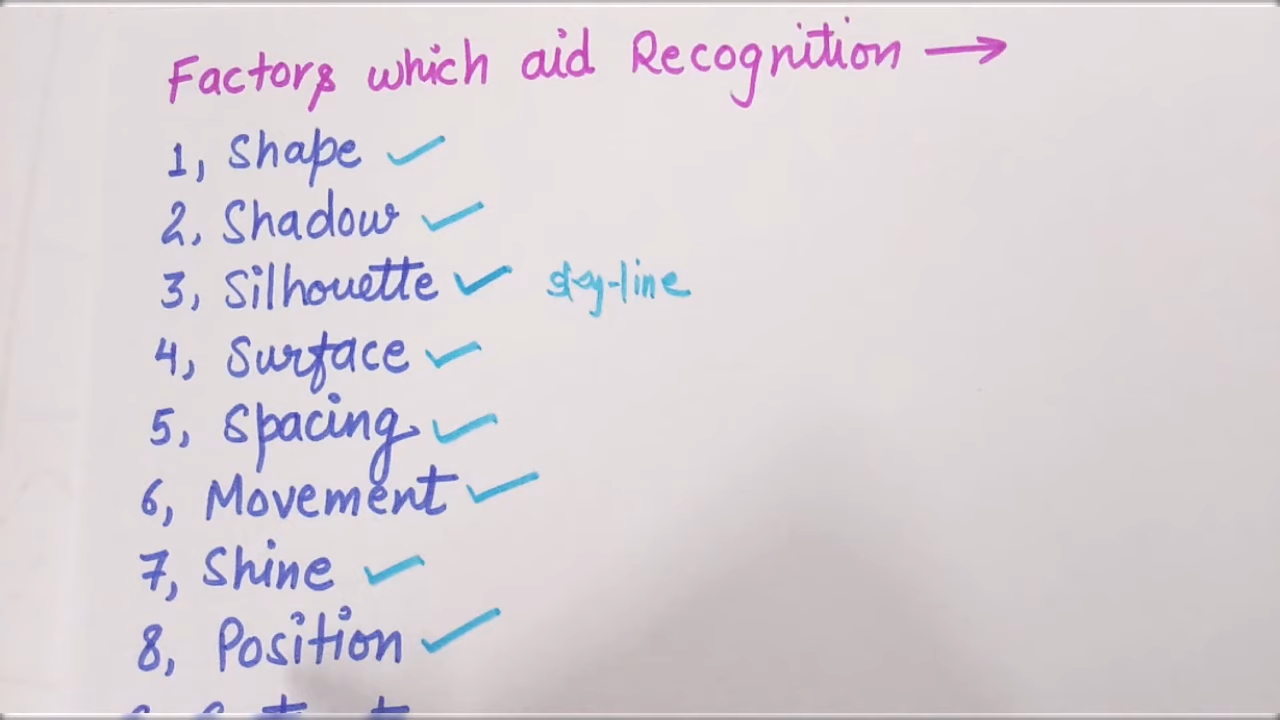 Factors which aid Recognition →
1, Shape ✓
2, Shadow ✓
3, Silhouette ✓ sky-line
4, Surface ✓
5, Spacing ✓
6, Movement ✓
7, Shine ✓
8, Position ✓